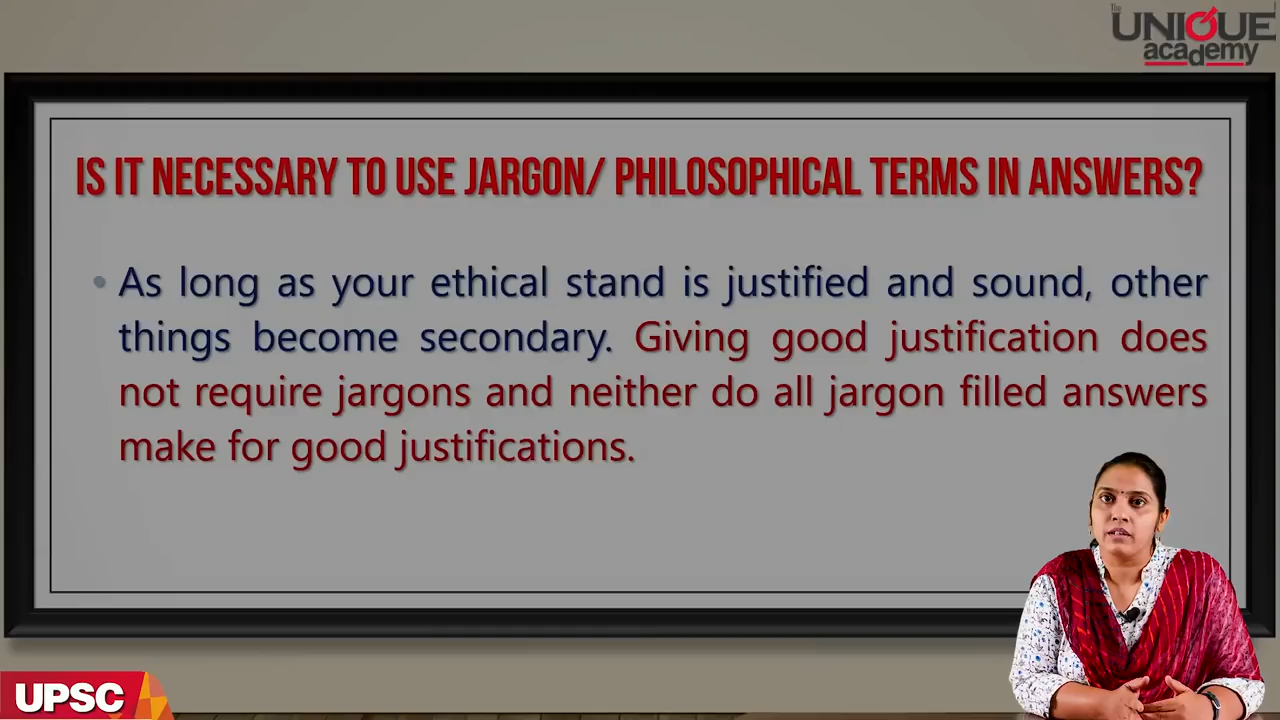 The
UNIQUE
academy
IS IT NECESSARY TO USE JARGON/ PHILOSOPHICAL TERMS IN ANSWERS?
• As long as your ethical stand is justified and sound, other
things become secondary. Giving good justification does
not require jargons and neither do all jargon filled answers
make for good justifications.
UPSC